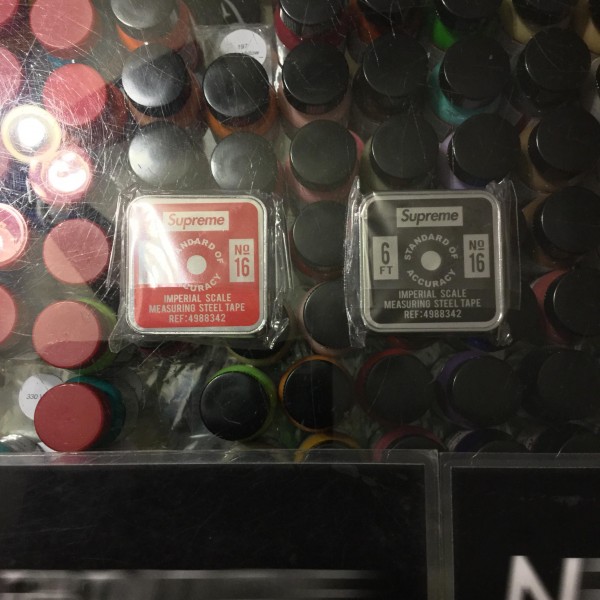 Supreme
STANDARD OF
ACCURACY
No
16
IMPERIAL SCALE
MEASURING STEEL TAPE
REF:4988342
Supreme
6
FT
STANDARD OF
ACCURACY
No
16
IMPERIAL SCALE
MEASURING STEEL TAPE
REF:4988342